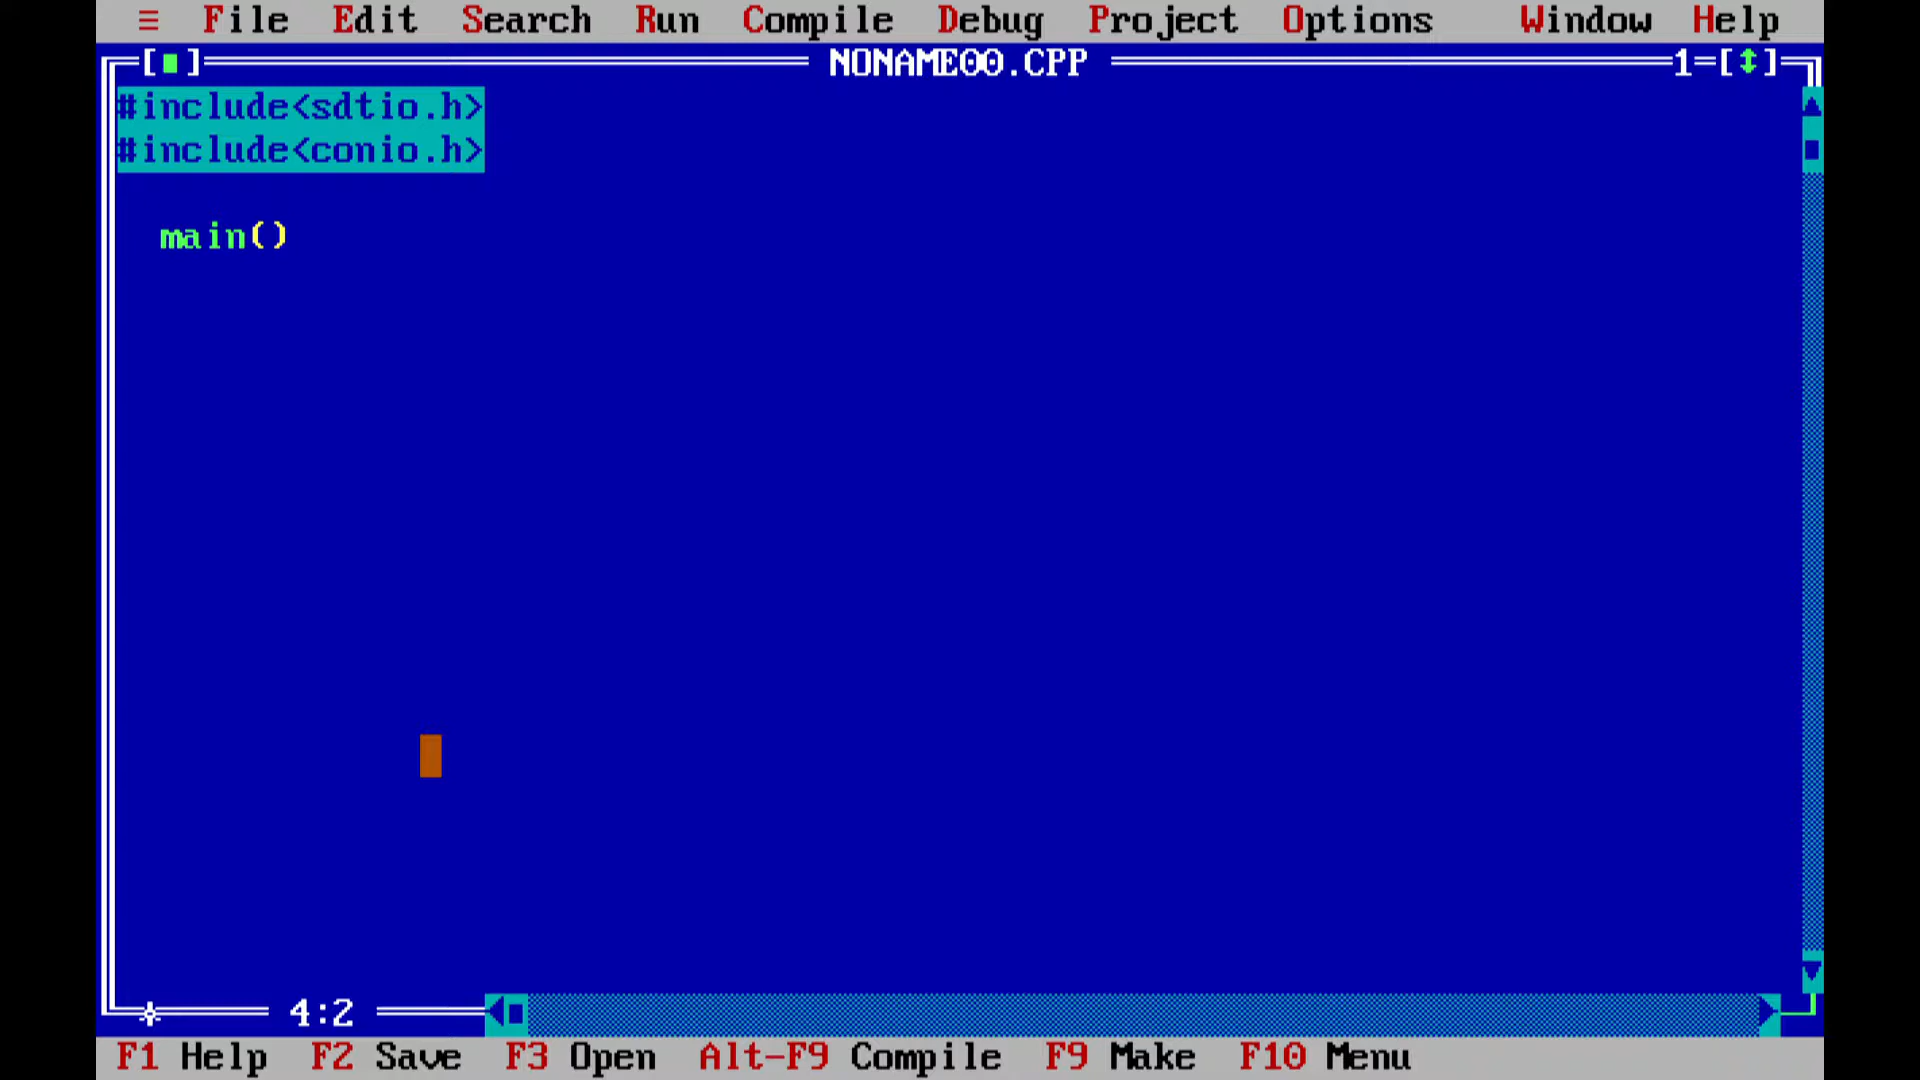 ≡ File Edit Search Run Compile Debug Project Options Window Help
[■] NONAME00.CPP 1=[↕]
#include<sdtio.h>
#include<conio.h>
main()
4:2
F1 Help F2 Save F3 Open Alt-F9 Compile F9 Make F10 Menu